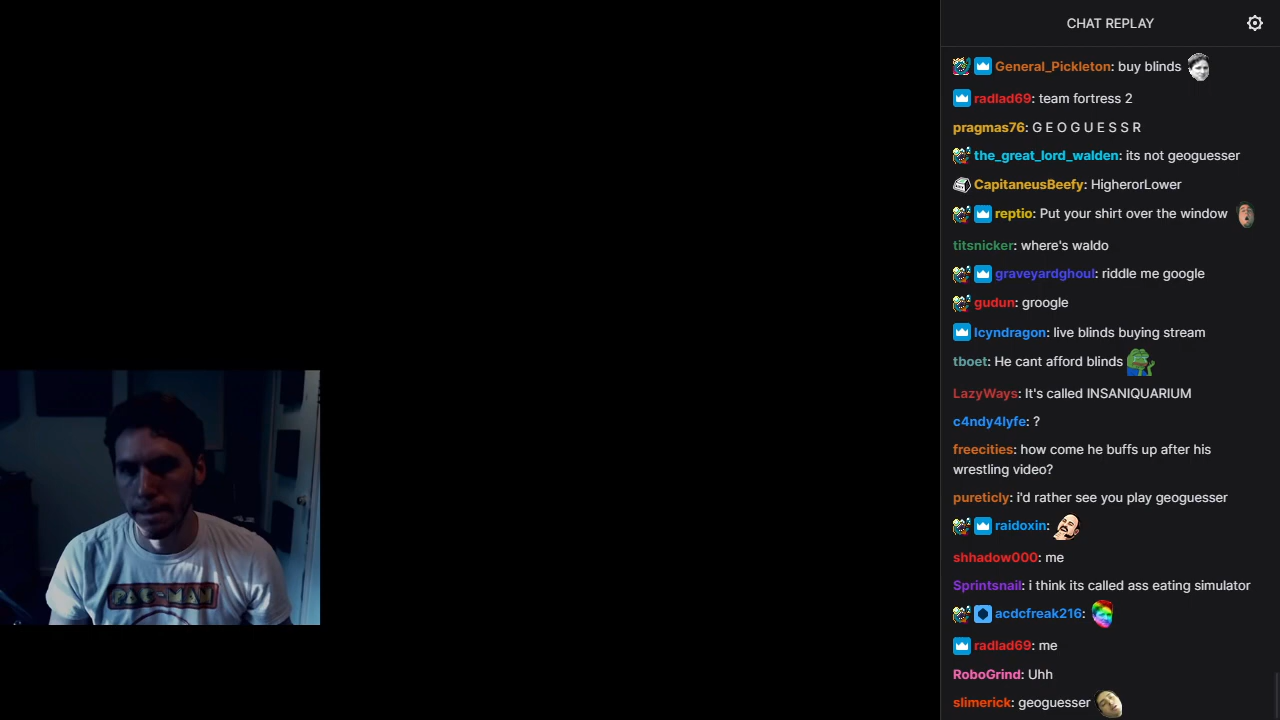 CHAT REPLAY
General_Pickleton: buy blinds
radlad69: team fortress 2
pragmas76: G E O G U E S S R
the_great_lord_walden: its not geoguesser
CapitaneusBeefy: HigherorLower
reptio: Put your shirt over the window
titsnicker: where's waldo
graveyardghoul: riddle me google
gudun: groogle
Icyndragon: live blinds buying stream
tboet: He cant afford blinds
LazyWays: It's called INSANIQUARIUM
c4ndy4lyfe: ?
freecities: how come he buffs up after his
wrestling video?
pureticly: i'd rather see you play geoguesser
raidoxin:
shhadow000: me
Sprintsnail: i think its called ass eating simulator
acdcfreak216:
radlad69: me
RoboGrind: Uhh
slimerick: geoguesser
PAC-MAN